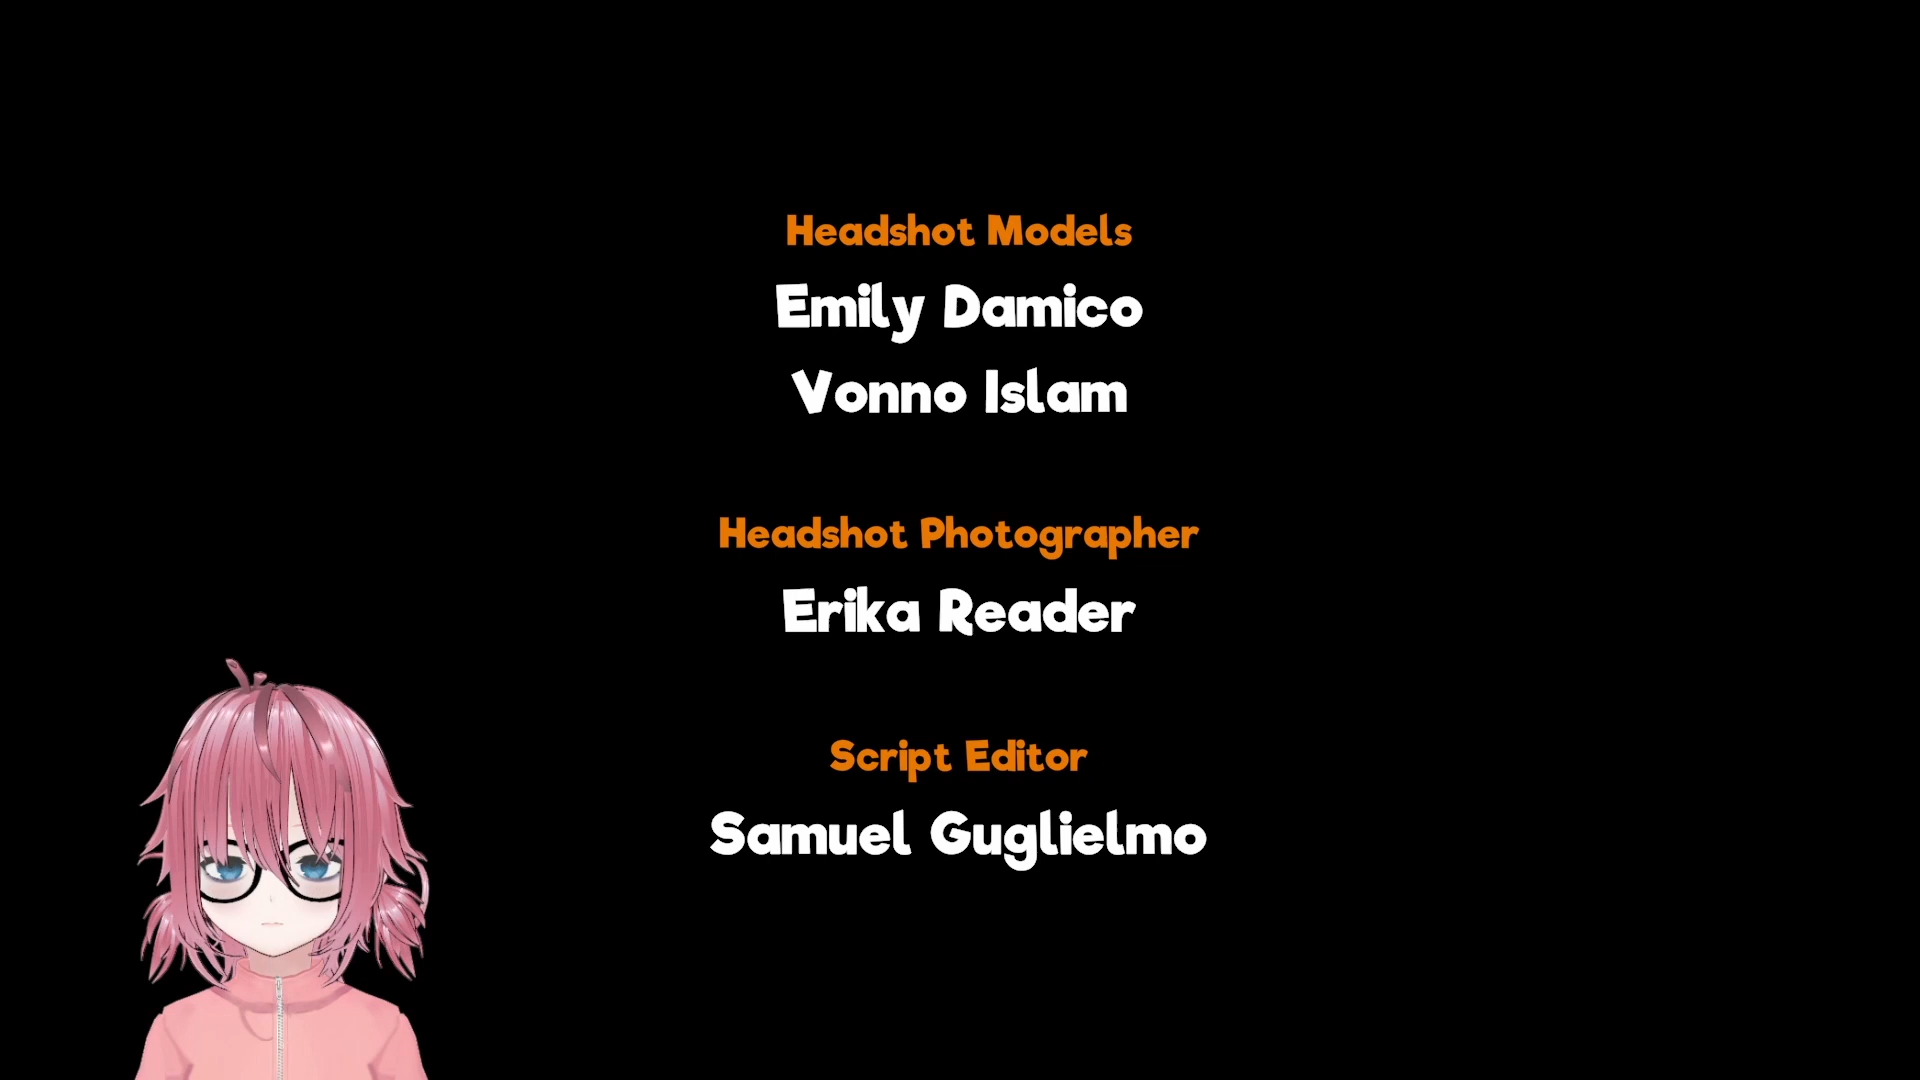 Headshot Models
Emily Damico
Vonno Islam
Headshot Photographer
Erika Reader
Script Editor
Samuel Guglielmo